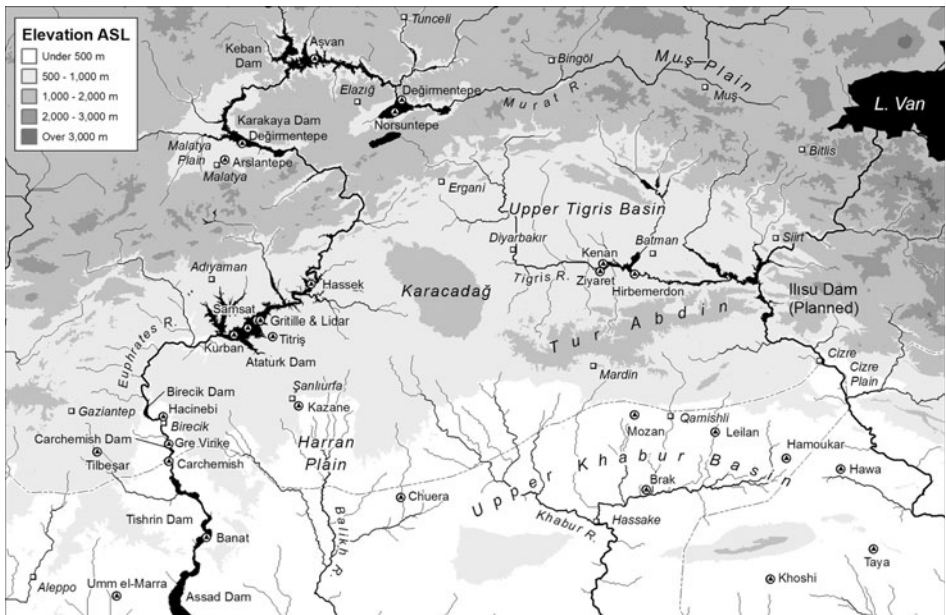 Elevation ASL
Under 500 m
500 - 1,000 m
1,000 - 2,000 m
2,000 - 3,000 m
Over 3,000 m
Tunceli
Keban
Dam
Aşvan
Bingöl
Muş Plain
Muş
L. Van
Elazığ
Değirmentepe
Murat R.
Norsuntepe
Karakaya Dam
Değirmentepe
Malatya
Plain
Arslantepe
Malatya
Bitlis
Ergani
Upper Tigris Basin
Diyarbakır
Kenan
Batman
Siirt
Tigris R.
Ziyaret
Hirbemerdon
Adıyaman
Hassek
Karacadağ
Ilısu Dam
(Planned)
Samsat
Gritille & Lidar
Titriş
Kurban
Ataturk Dam
Tur Abdin
Euphrates R.
Mardin
Cizre
Cizre
Plain
Birecik Dam
Hacinebi
Birecik
Gaziantep
Şanlıurfa
Kazane
Carchemish Dam
Gre Virike
Tilbeşar
Carchemish
Harran
Plain
Mozan
Qamishli
Leilan
Hamoukar
Hawa
Upper Khabur Basin
Brak
Chuera
Khabur R.
Hassake
Tishrin Dam
Balikh R.
Banat
Taya
Aleppo
Umm el-Marra
Assad Dam
Khoshi